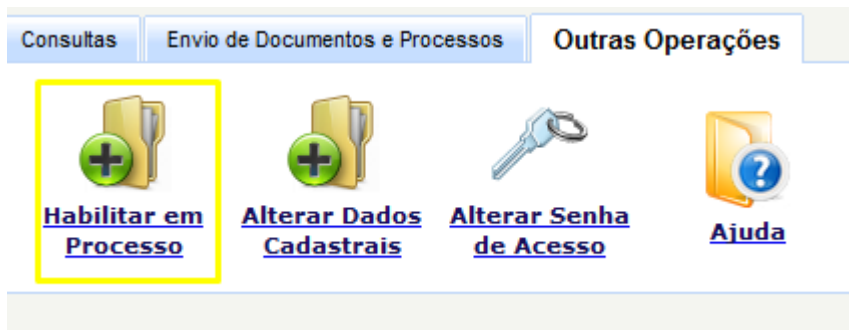 Consultas
Envio de Documentos e Processos
Outras Operações
Habilitar em
Processo
Alterar Dados
Cadastrais
Alterar Senha
de Acesso
Ajuda